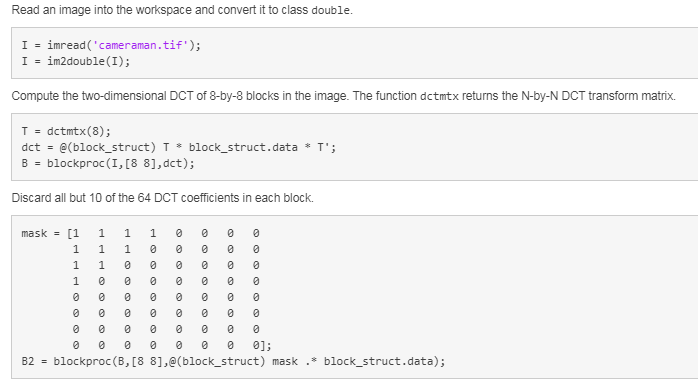 Read an image into the workspace and convert it to class double.
I = imread('cameraman.tif');
I = im2double(I);
Compute the two-dimensional DCT of 8-by-8 blocks in the image. The function dctmtx returns the N-by-N DCT transform matrix.
T = dctmtx(8);
dct = @(block_struct) T * block_struct.data * T';
B = blockproc(I,[8 8],dct);
Discard all but 10 of the 64 DCT coefficients in each block.
mask = [1 1 1 1 0 0 0 0
1 1 1 0 0 0 0 0
1 1 0 0 0 0 0 0
1 0 0 0 0 0 0 0
0 0 0 0 0 0 0 0
0 0 0 0 0 0 0 0
0 0 0 0 0 0 0 0
0 0 0 0 0 0 0 0];
B2 = blockproc(B,[8 8],@(block_struct) mask .* block_struct.data);